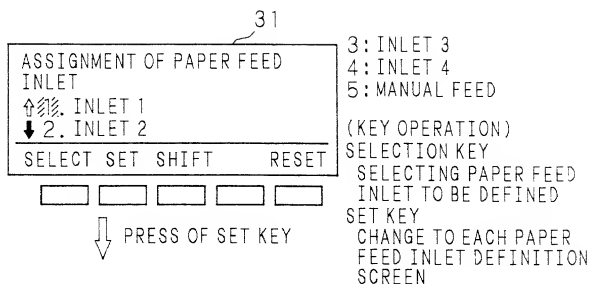 31
ASSIGNMENT OF PAPER FEED
INLET
⇧1. INLET 1
⬇2. INLET 2
SELECT SET SHIFT RESET
PRESS OF SET KEY
3: INLET 3
4: INLET 4
5: MANUAL FEED
(KEY OPERATION)
SELECTION KEY
SELECTING PAPER FEED
INLET TO BE DEFINED
SET KEY
CHANGE TO EACH PAPER
FEED INLET DEFINITION
SCREEN